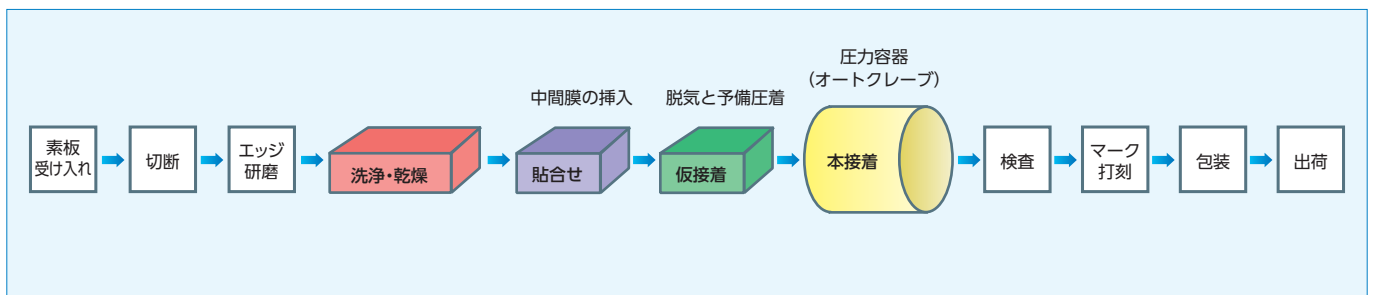 圧力容器
(オートクレーブ)
中間膜の挿入
脱気と予備圧着
素板
受け入れ
切断
エッジ
研磨
洗浄・乾燥
貼合せ
仮接着
本接着
検査
マーク
打刻
包装
出荷